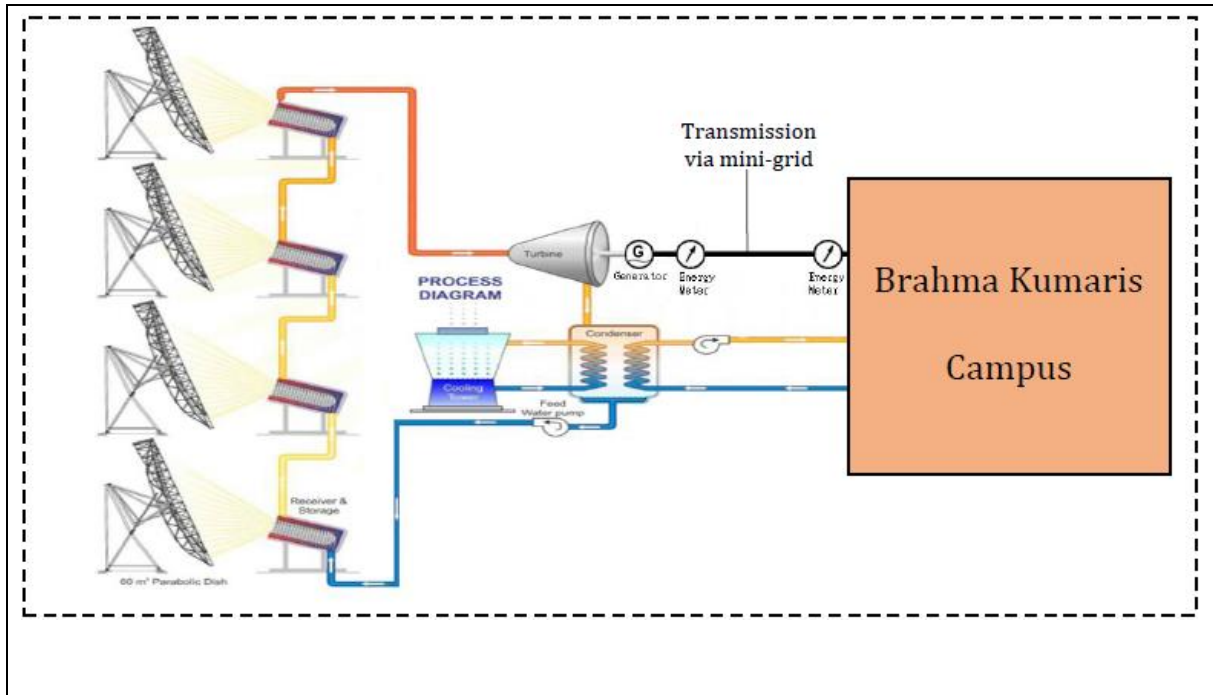 Transmission
via mini-grid
Turbine
G
Generator
Energy
Meter
Energy
Meter
Brahma Kumaris
Campus
PROCESS
DIAGRAM
Condenser
Cooling
Tower
Feed
Water pump
Receiver &
Storage
60 m² Parabolic Dish